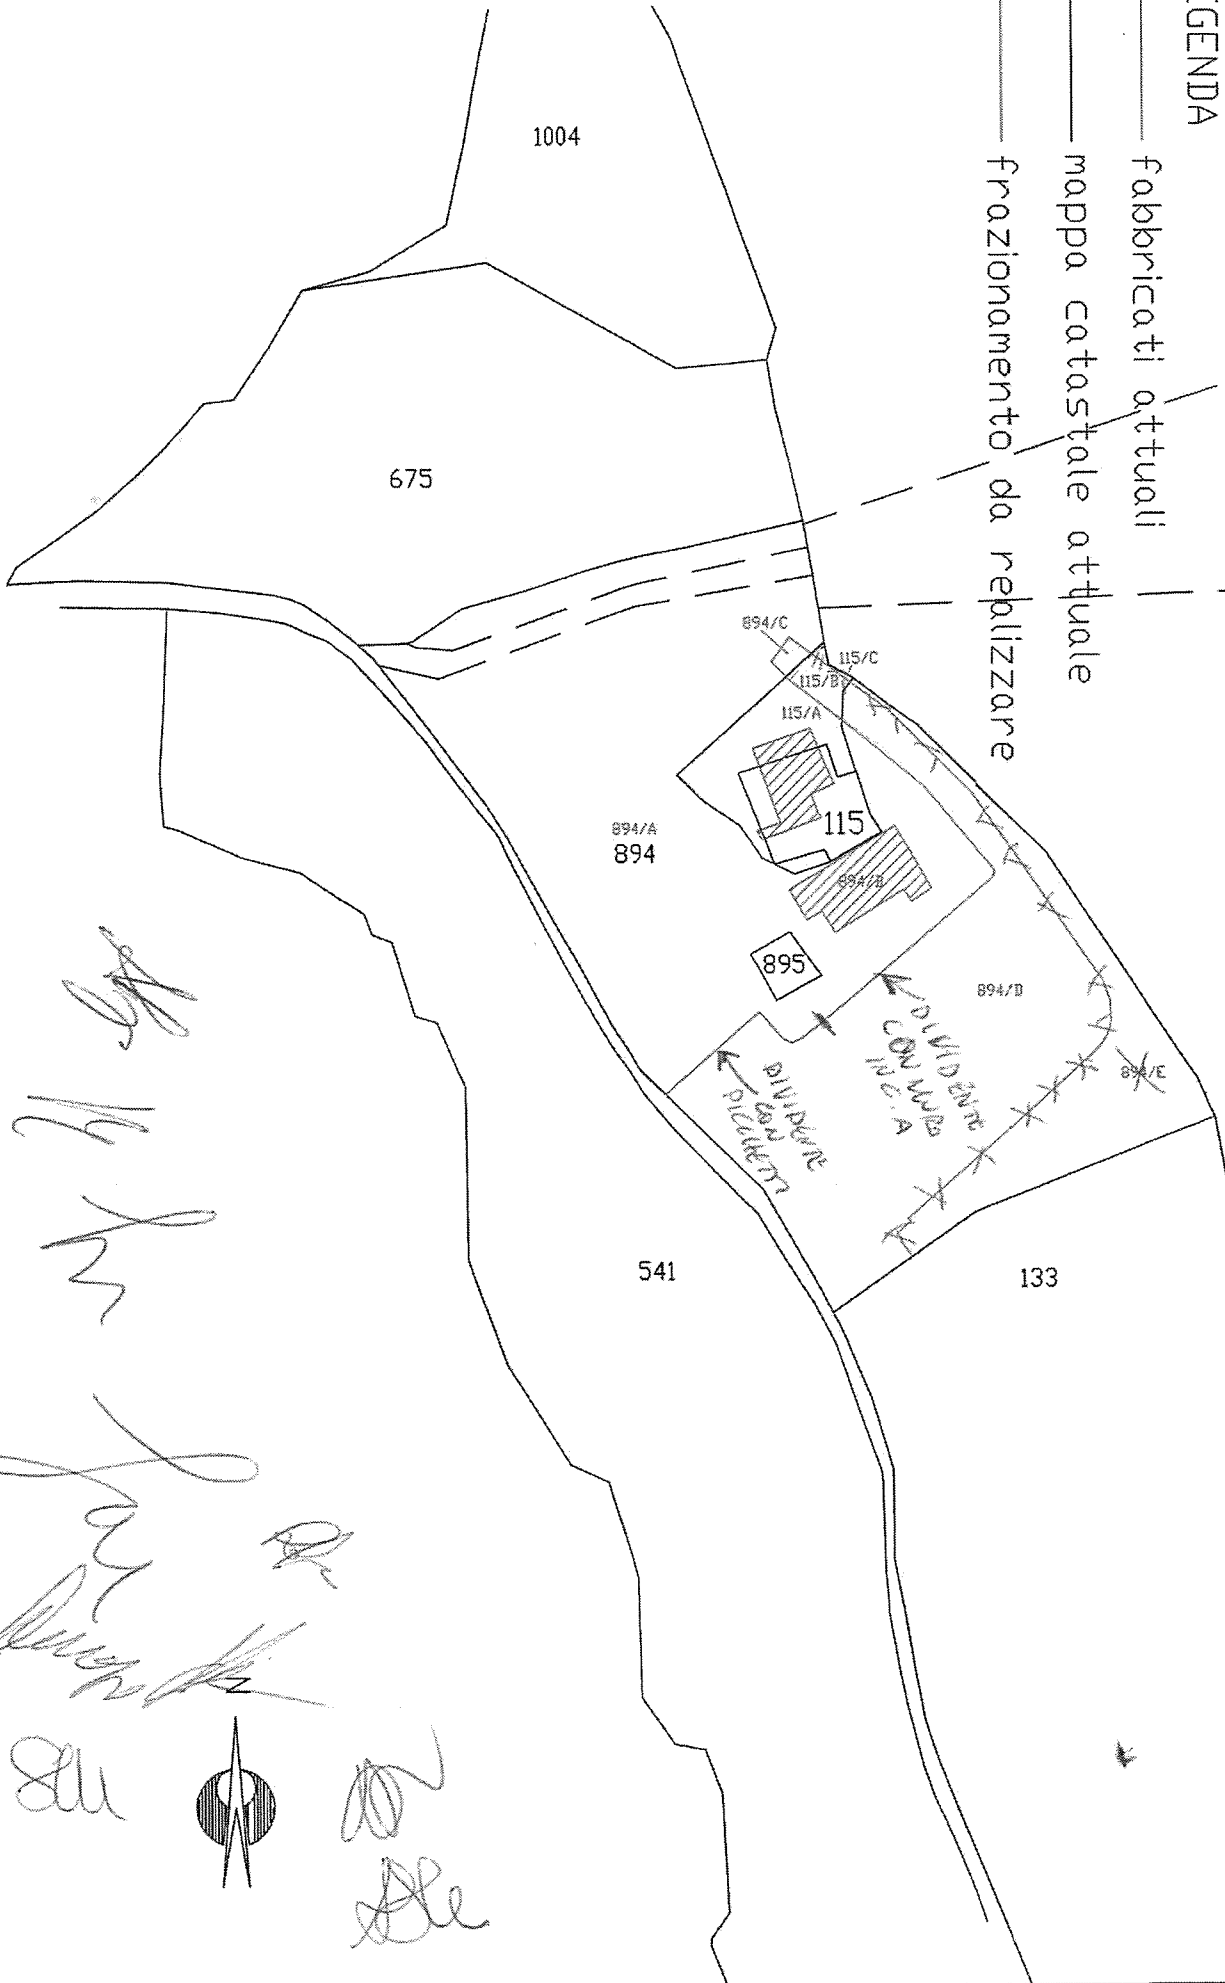 EGENDA
fabbricati attuali
mappa catastale attuale
frazionamento da realizzare
1004
675
894/C
115/C
115/B
115/A
115
894/A
894
894/B
895
894/D
894/E
DIVIDENTE
CON MURO
IN C.A
DIVIDENTE
CON
PICCHETTI
541
133
N